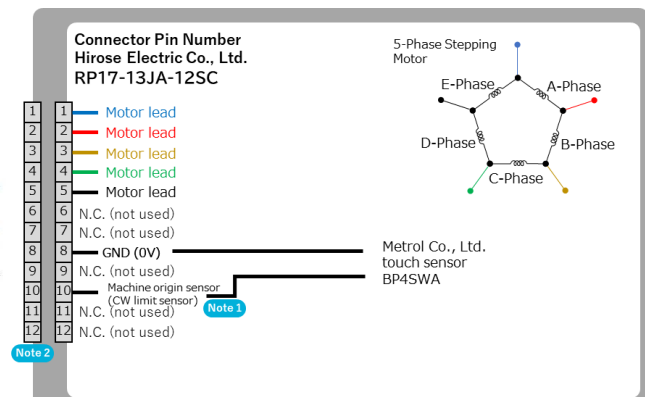 Connector Pin Number
Hirose Electric Co., Ltd.
RP17-13JA-12SC
5-Phase Stepping
Motor
E-Phase
A-Phase
D-Phase
B-Phase
C-Phase
1 1 Motor lead
2 2 Motor lead
3 3 Motor lead
4 4 Motor lead
5 5 Motor lead
6 6 N.C. (not used)
7 7 N.C. (not used)
8 8 GND (0V)
9 9 N.C. (not used)
10 10 Machine origin sensor
(CW limit sensor)
11 11 N.C. (not used)
12 12 N.C. (not used)
Metrol Co., Ltd.
touch sensor
BP4SWA
Note 1
Note 2